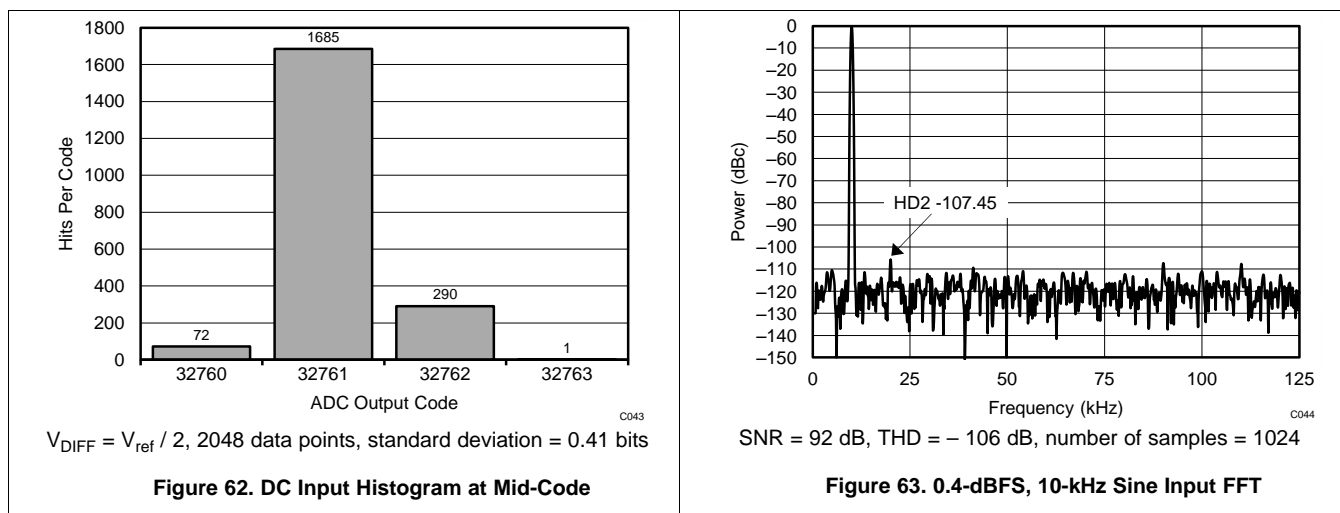 1800
1600
1400
1200
1000
800
600
400
200
0
Hits Per Code
72
1685
290
1
32760 32761 32762 32763
ADC Output Code
C043
V_DIFF = V_ref / 2, 2048 data points, standard deviation = 0.41 bits
Figure 62. DC Input Histogram at Mid-Code
0
–10
–20
–30
–40
–50
–60
–70
–80
–90
–100
–110
–120
–130
–140
–150
Power (dBc)
HD2 -107.45
0 25 50 75 100 125
Frequency (kHz)
C044
SNR = 92 dB, THD = – 106 dB, number of samples = 1024
Figure 63. 0.4-dBFS, 10-kHz Sine Input FFT